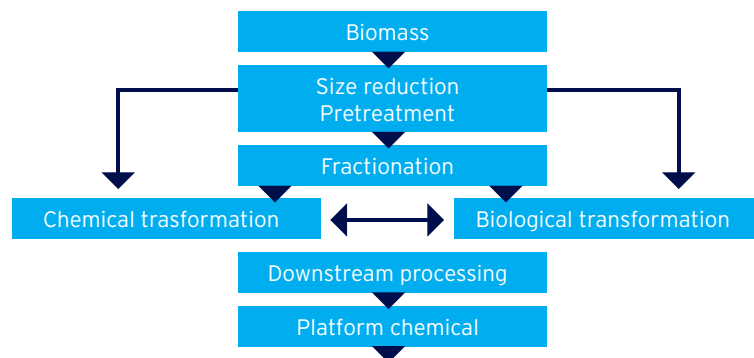 Biomass
Size reduction
Pretreatment
Fractionation
Chemical trasformation
Biological transformation
Downstream processing
Platform chemical